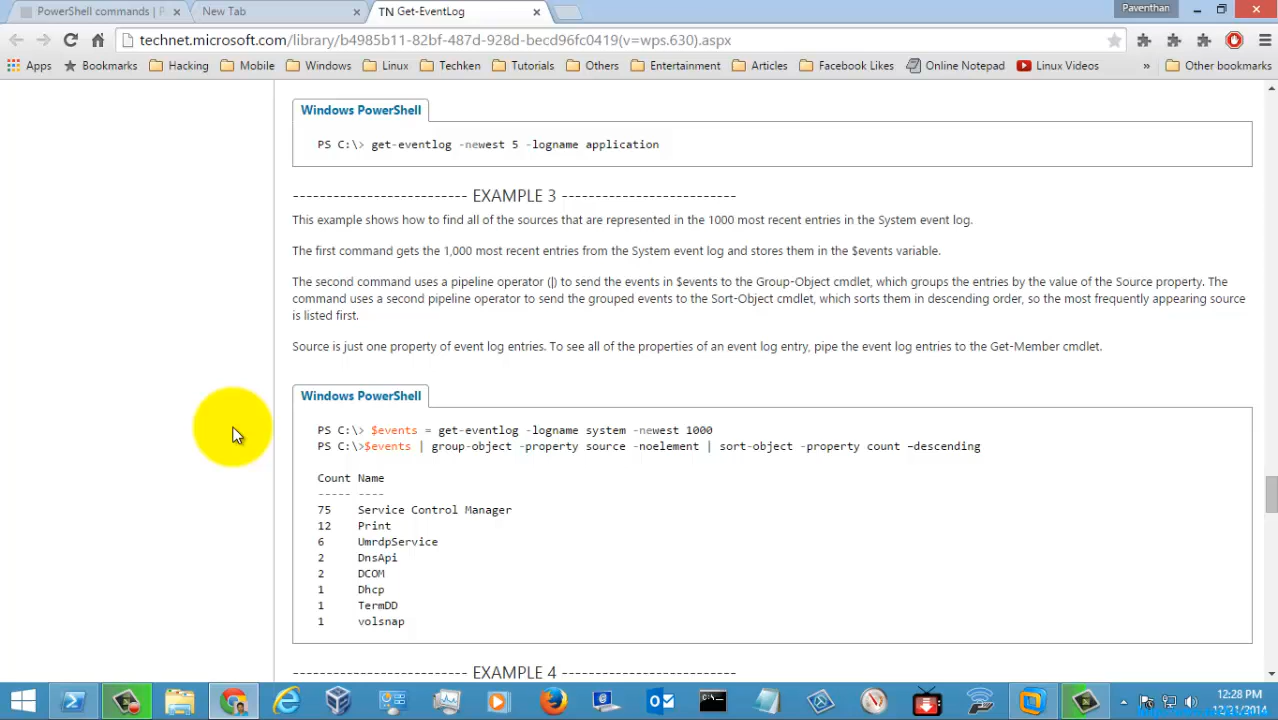 PowerShell commands | P
New Tab
TN Get-EventLog
Paventhan
technet.microsoft.com/library/b4985b11-82bf-487d-928d-becd96fc0419(v=wps.630).aspx
Apps Bookmarks Hacking Mobile Windows Linux Techken Tutorials Others Entertainment Articles Facebook Likes Online Notepad Linux Videos » Other bookmarks
Windows PowerShell
PS C:\> get-eventlog -newest 5 -logname application
------------------------ EXAMPLE 3 ------------------------
This example shows how to find all of the sources that are represented in the 1000 most recent entries in the System event log.
The first command gets the 1,000 most recent entries from the System event log and stores them in the $events variable.
The second command uses a pipeline operator (|) to send the events in $events to the Group-Object cmdlet, which groups the entries by the value of the Source property. The
command uses a second pipeline operator to send the grouped events to the Sort-Object cmdlet, which sorts them in descending order, so the most frequently appearing source
is listed first.
Source is just one property of event log entries. To see all of the properties of an event log entry, pipe the event log entries to the Get-Member cmdlet.
Windows PowerShell
PS C:\> $events = get-eventlog -logname system -newest 1000
PS C:\>$events | group-object -property source -noelement | sort-object -property count –descending
Count Name
----- ----
75 Service Control Manager
12 Print
6 UmrdpService
2 DnsApi
2 DCOM
1 Dhcp
1 TermDD
1 volsnap
------------------------ EXAMPLE 4 ------------------------
12:28 PM
12/31/2014